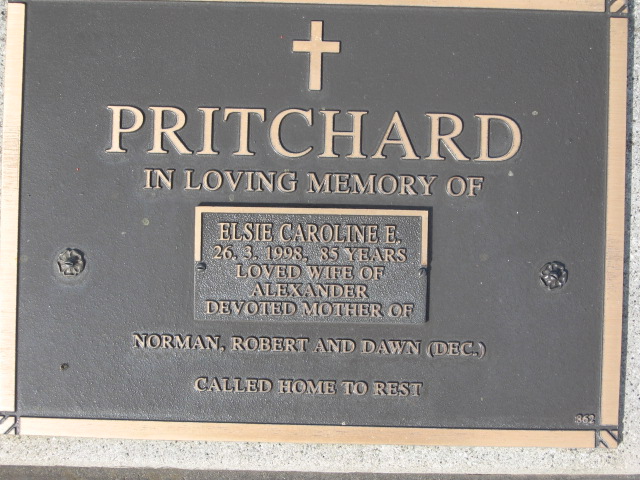 PRITCHARD
IN LOVING MEMORY OF
ELSIE CAROLINE E.
26. 3. 1998, 85 YEARS
LOVED WIFE OF
ALEXANDER
DEVOTED MOTHER OF
NORMAN, ROBERT AND DAWN (DEC.)
CALLED HOME TO REST
362